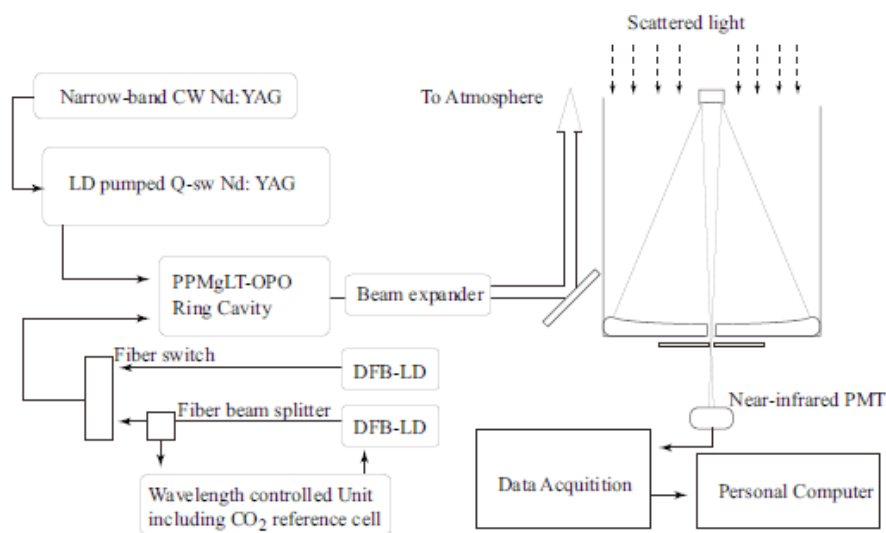 Scattered light
Narrow-band CW Nd: YAG
To Atmosphere
LD pumped Q-sw Nd: YAG
PPMgLT-OPO
Ring Cavity
Beam expander
Fiber switch
DFB-LD
Fiber beam splitter
DFB-LD
Near-infrared PMT
Wavelength controlled Unit
including CO₂ reference cell
Data Acquitition
Personal Computer